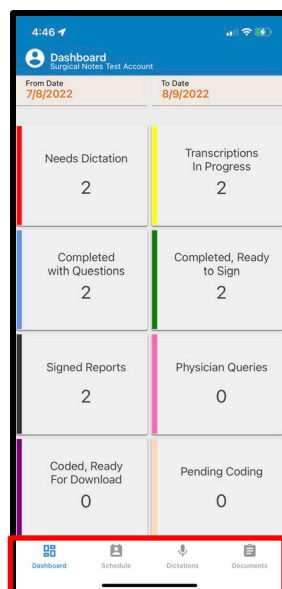 4:46
Dashboard
Surgical Notes Test Account
From Date
To Date
7/8/2022
8/9/2022
Needs Dictation
2
Transcriptions
In Progress
2
Completed
with Questions
2
Completed, Ready
to Sign
2
Signed Reports
2
Physician Queries
0
Coded, Ready
For Download
0
Pending Coding
0
Dashboard
Schedule
Dictations
Documents